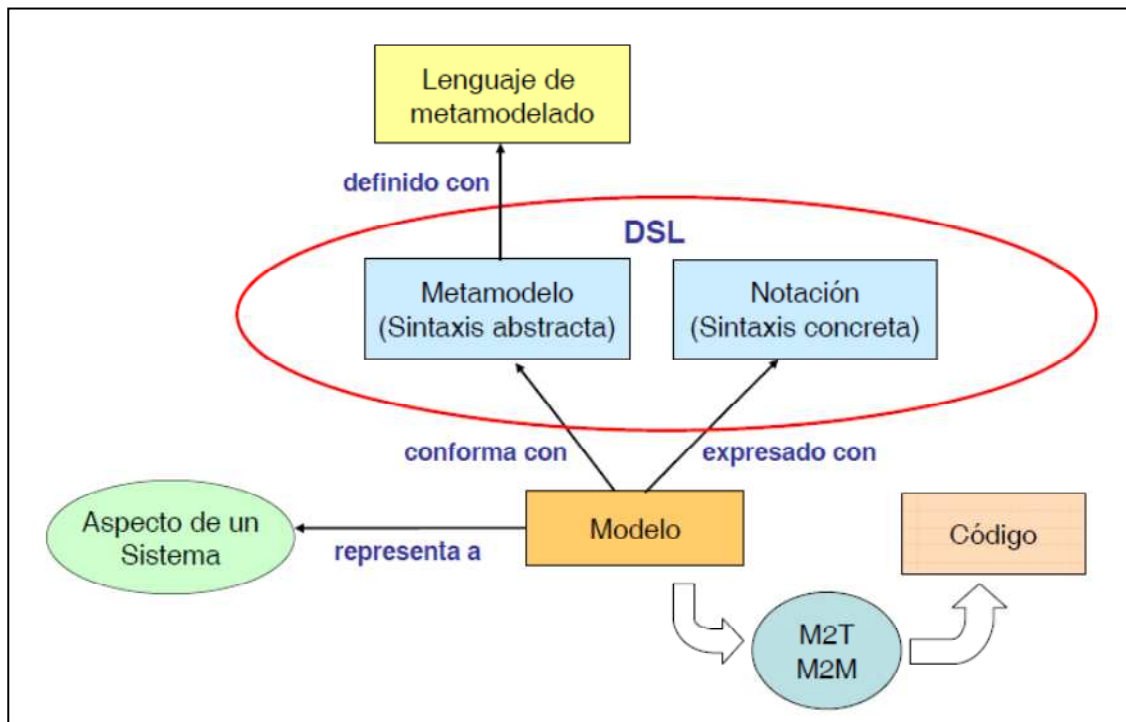 Lenguaje de
metamodelado
definido con
DSL
Metamodelo
(Sintaxis abstracta)
Notación
(Sintaxis concreta)
conforma con
expresado con
Aspecto de un
Sistema
representa a
Modelo
Código
M2T
M2M